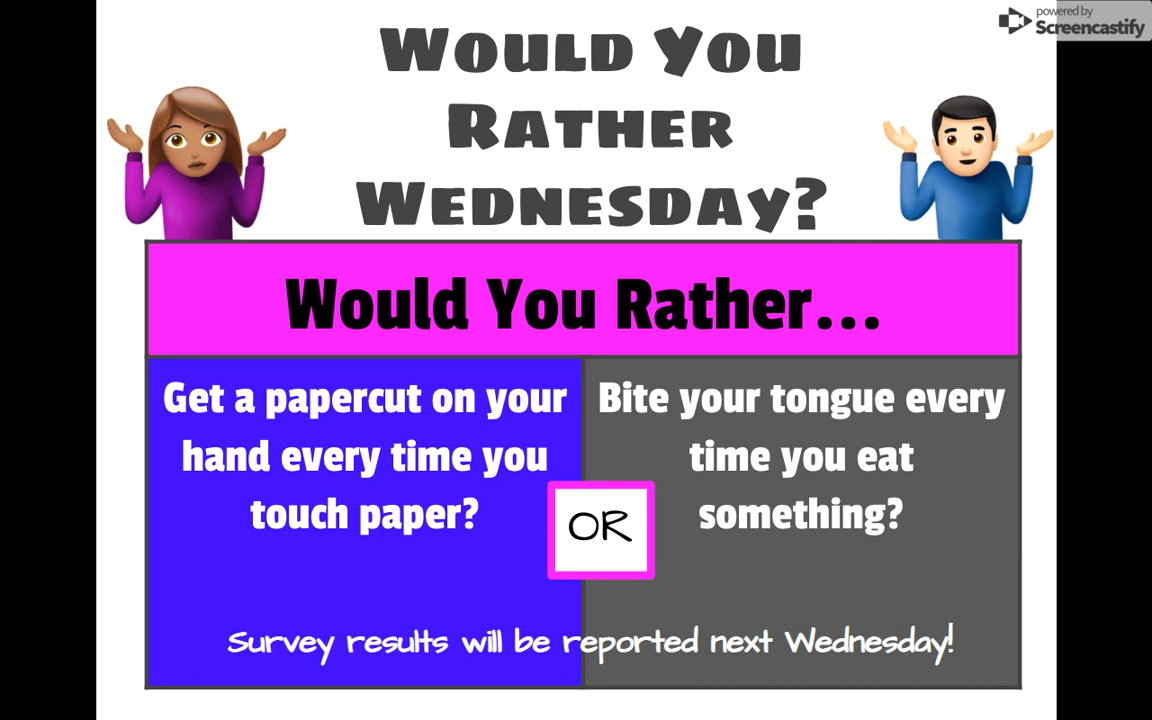 powered by
Screencastify
Would You
Rather
Wednesday?
Would You Rather...
Get a papercut on your
hand every time you
touch paper?
OR
Bite your tongue every
time you eat
something?
Survey results will be reported next Wednesday!